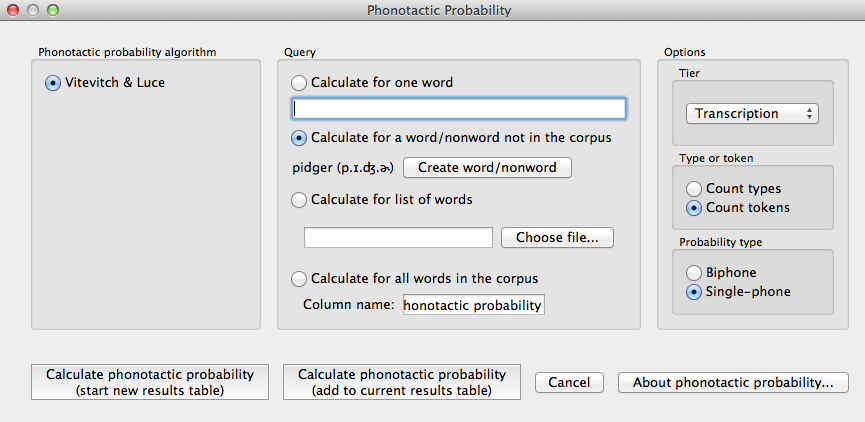 Phonotactic Probability
Phonotactic probability algorithm
Vitevitch & Luce
Query
Calculate for one word
Calculate for a word/nonword not in the corpus
pidger (p.ɪ.ʤ.ɚ) Create word/nonword
Calculate for list of words
Choose file...
Calculate for all words in the corpus
Column name: honotactic probability
Options
Tier
Transcription
Type or token
Count types
Count tokens
Probability type
Biphone
Single-phone
Calculate phonotactic probability
(start new results table)
Calculate phonotactic probability
(add to current results table)
Cancel
About phonotactic probability...